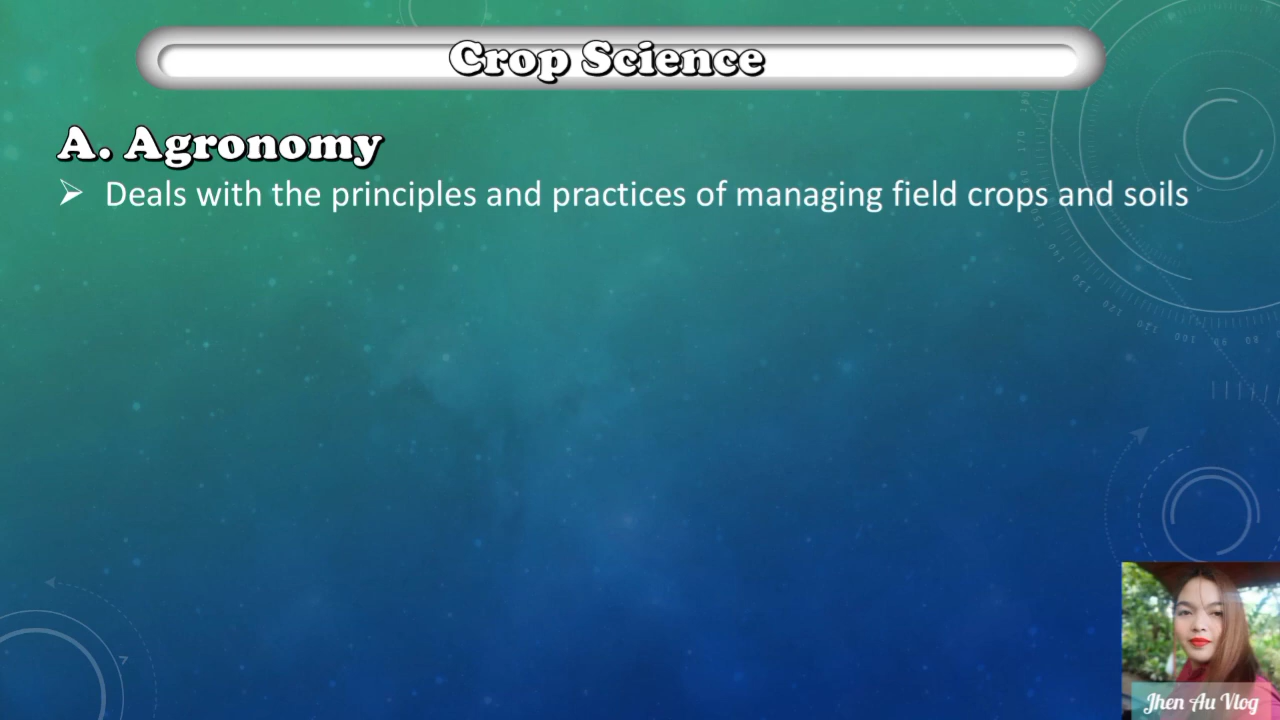 Crop Science
A. Agronomy
Deals with the principles and practices of managing field crops and soils
Jhen Au Vlog